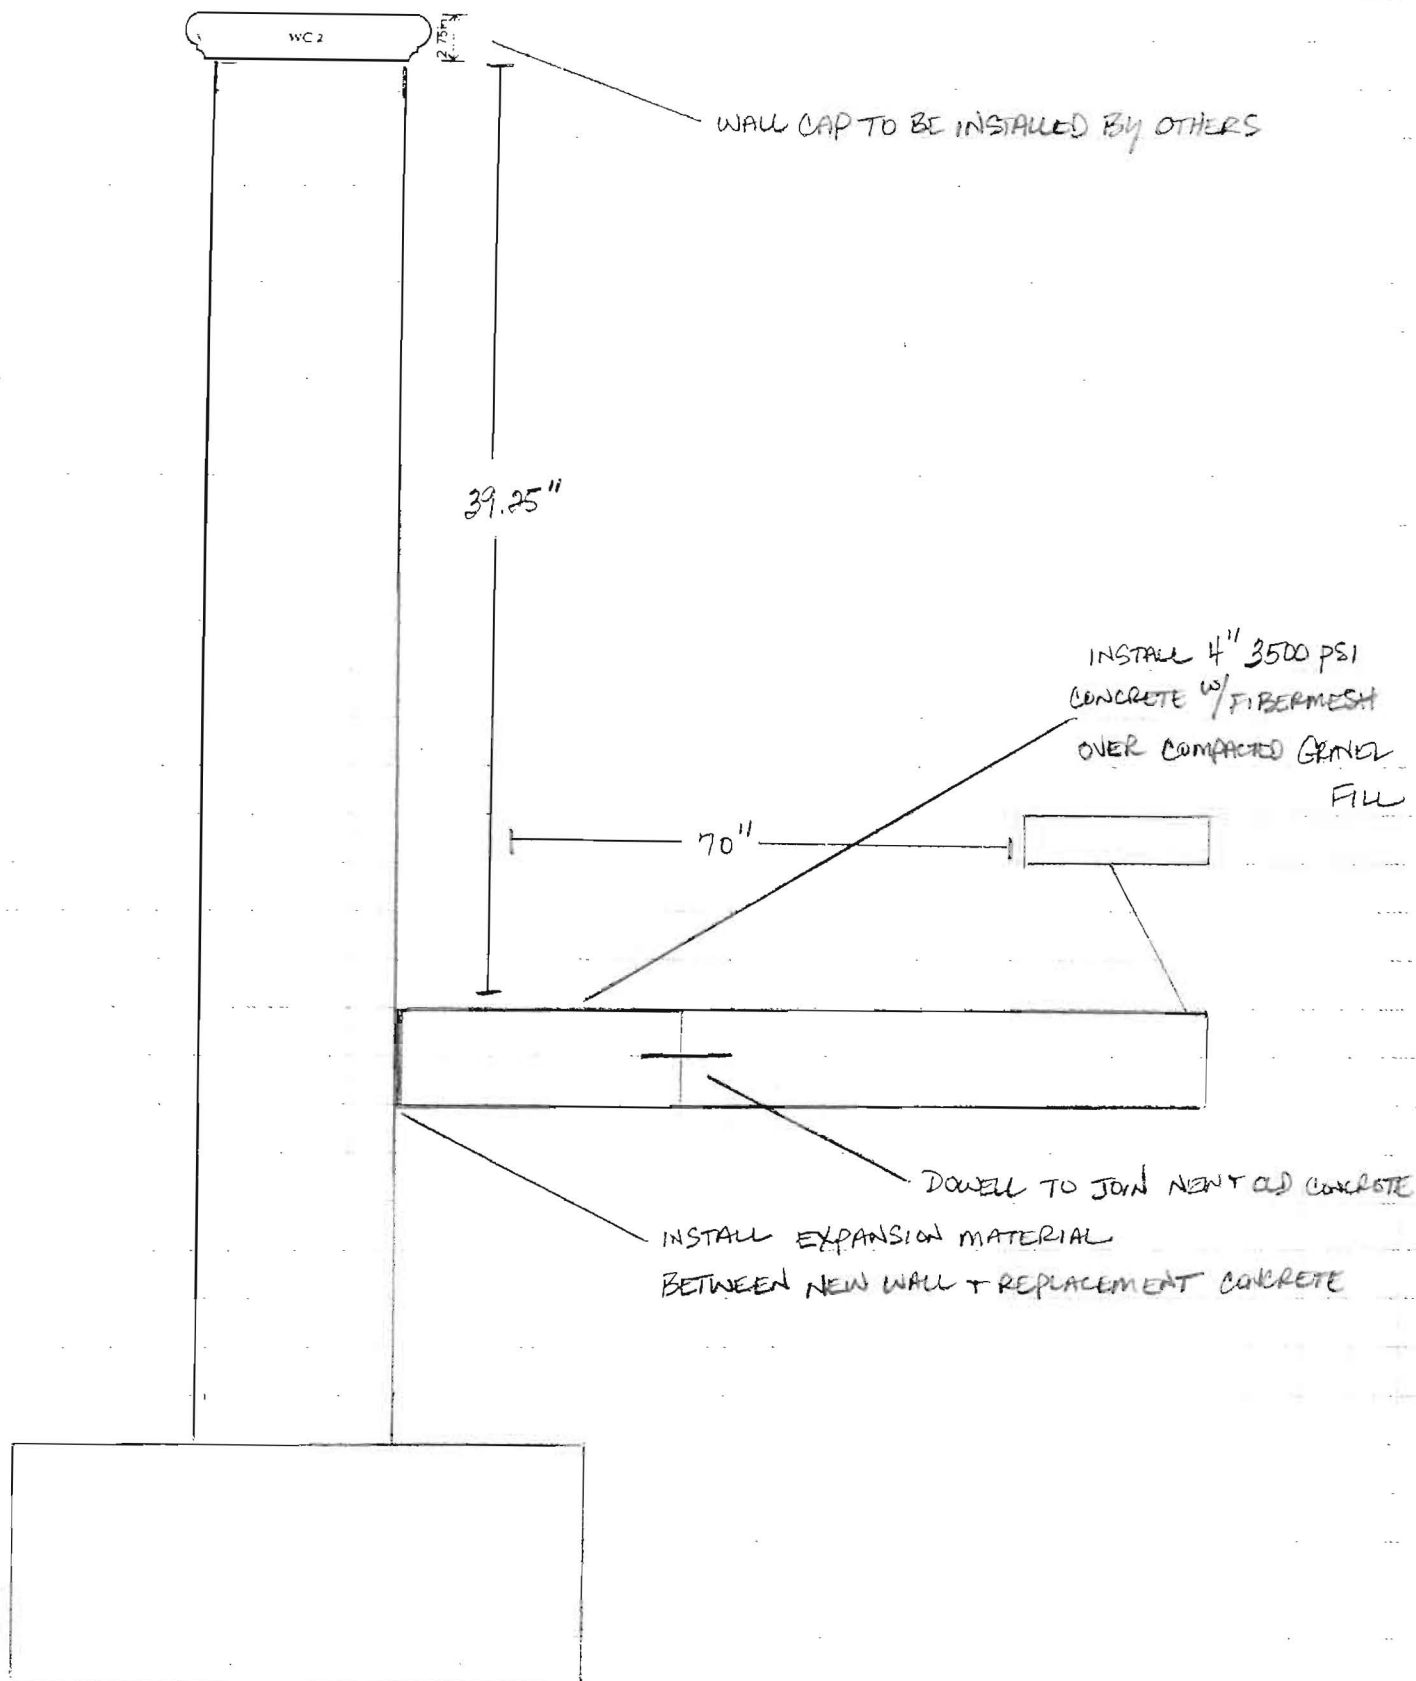 WC 2
2.75in
WALL CAP TO BE INSTALLED BY OTHERS
39.25"
INSTALL 4" 3500 PSI
CONCRETE W/ FIBERMESH
OVER COMPACTED GRAVEL
FILL
70"
DOWELL TO JOIN NEW + OLD CONCRETE
INSTALL EXPANSION MATERIAL
BETWEEN NEW WALL + REPLACEMENT CONCRETE